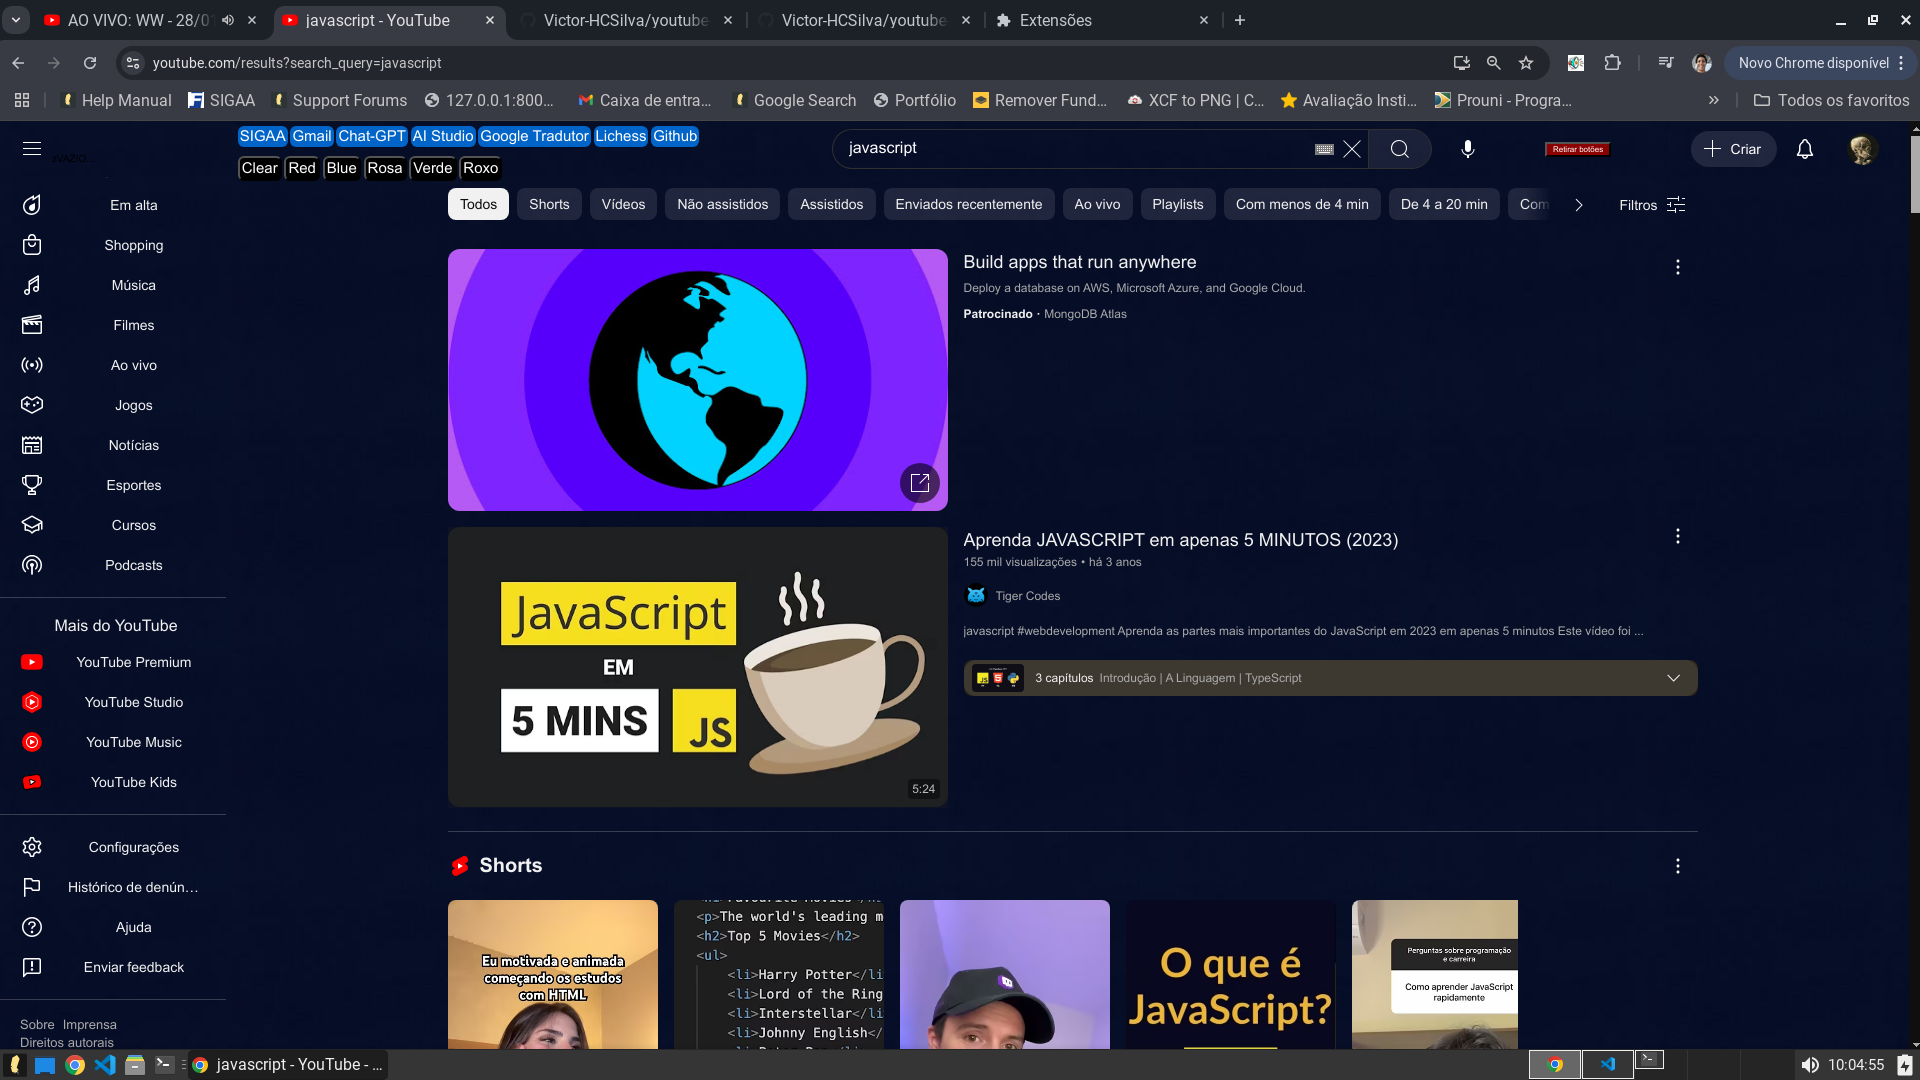 AO VIVO: WW - 28/01
javascript - YouTube
Victor-HCSilva/youtube
Victor-HCSilva/youtube
Extensões
youtube.com/results?search_query=javascript
Novo Chrome disponível
Help Manual
SIGAA
Support Forums
127.0.0.1:800...
Caixa de entra...
Google Search
Portfólio
Remover Fund...
XCF to PNG | C...
Avaliação Insti...
Prouni - Progra...
Todos os favoritos
SIGAA Gmail Chat-GPT AI Studio Google Tradutor Lichess Github
Clear Red Blue Rosa Verde Roxo
javascript
Retirar botões
Criar
Todos
Shorts
Vídeos
Não assistidos
Assistidos
Enviados recentemente
Ao vivo
Playlists
Com menos de 4 min
De 4 a 20 min
Com
Filtros
Em alta
Shopping
Música
Filmes
Ao vivo
Jogos
Notícias
Esportes
Cursos
Podcasts
Mais do YouTube
YouTube Premium
YouTube Studio
YouTube Music
YouTube Kids
Configurações
Histórico de denún...
Ajuda
Enviar feedback
Sobre Imprensa
Direitos autorais
Build apps that run anywhere
Deploy a database on AWS, Microsoft Azure, and Google Cloud.
Patrocinado · MongoDB Atlas
JavaScript
EM
5 MINS
JS
5:24
Aprenda JAVASCRIPT em apenas 5 MINUTOS (2023)
155 mil visualizações • há 3 anos
Tiger Codes
javascript #webdevelopment Aprenda as partes mais importantes do JavaScript em 2023 em apenas 5 minutos Este vídeo foi ...
JS
3 capítulos Introdução | A Linguagem | TypeScript
Shorts
Eu motivada e animada
começando os estudos
com HTML
<p>The world's leading m
<h2>Top 5 Movies</h2>
<ul>
<li>Harry Potter</li
<li>Lord of the Ring
<li>Interstellar</li
<li>Johnny English</
O que é
JavaScript?
Perguntas sobre programação
e carreira
Como aprender JavaScript
rapidamente
javascript - YouTube - ...
10:04:55